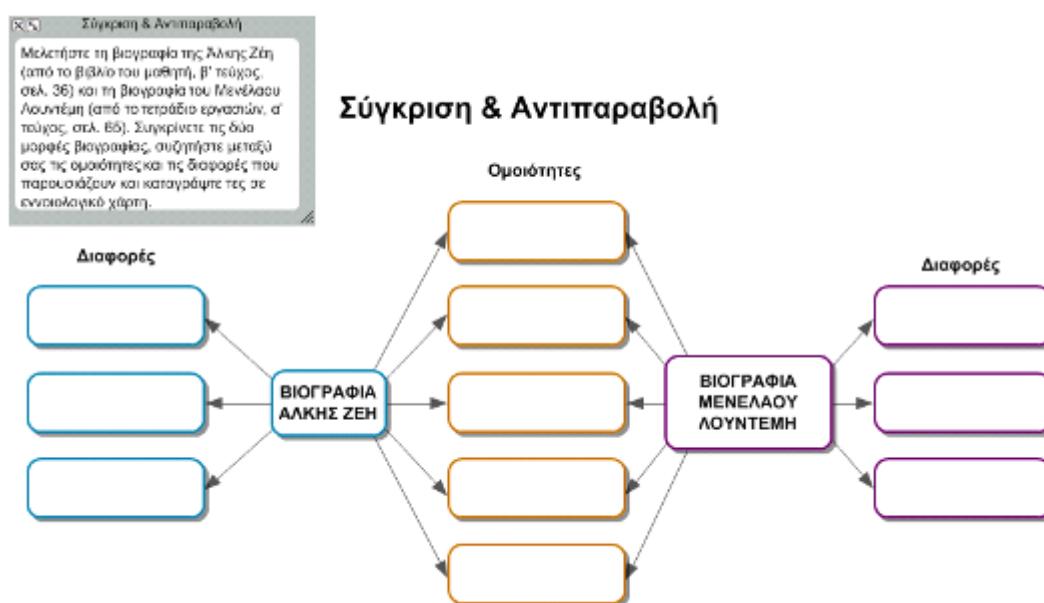 Σύγκριση & Αντιπαραβολή
Μελετήστε τη βιογραφία της Άλκης Ζέη
(από το βιβλίο του μαθητή, β' τεύχος,
σελ. 36) και τη βιογραφία του Μενέλαου
Λουντέμη (από το τετράδιο εργασιών, α'
τεύχος, σελ. 65). Συγκρίνετε τις δύο
μορφές βιογραφίας, συζητήστε μεταξύ
σας τις ομοιότητες και τις διαφορές που
παρουσιάζουν και καταγράψτε τες σε
εννοιολογικό χάρτη.
Σύγκριση & Αντιπαραβολή
Ομοιότητες
Διαφορές
Διαφορές
ΒΙΟΓΡΑΦΙΑ
ΑΛΚΗΣ ΖΕΗ
ΒΙΟΓΡΑΦΙΑ
ΜΕΝΕΛΑΟΥ
ΛΟΥΝΤΕΜΗ